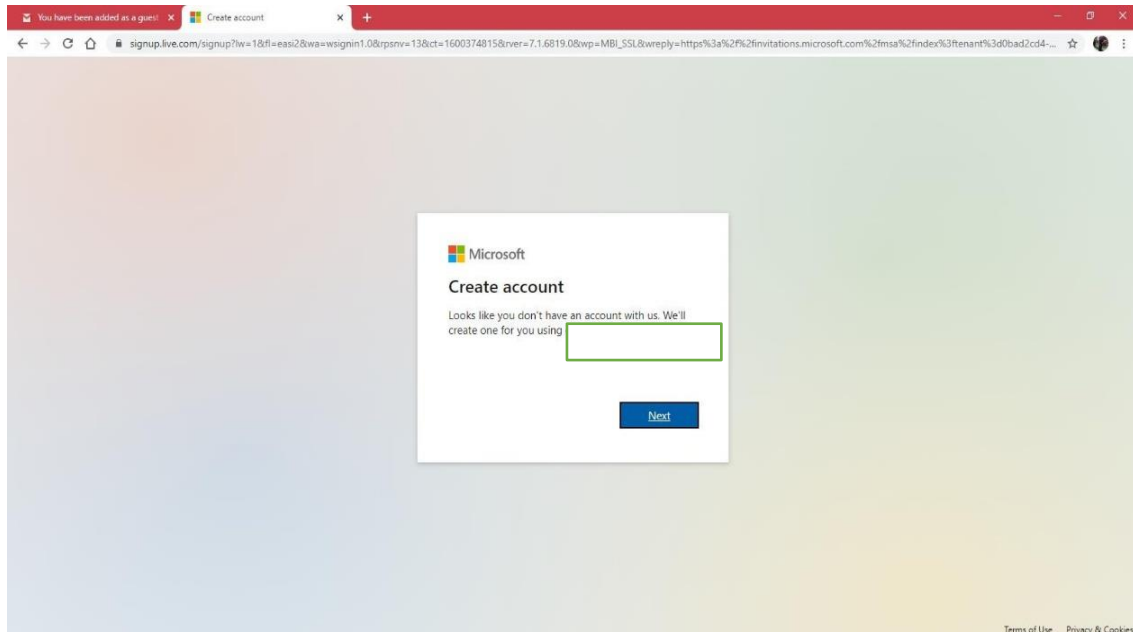 You have been added as a guest
Create account
signup.live.com/signup?lw=1&fl=easi2&wa=wsignin1.0&rpsnv=13&ct=1600374815&rver=7.1.6819.0&wp=MBI_SSL&wreply=https%3a%2f%2finvitations.microsoft.com%2fmsa%2findex%3ftenant%3d0bad2cd4-...
Microsoft
Create account
Looks like you don't have an account with us. We'll
create one for you using
Next
Terms of Use Privacy & Cookies